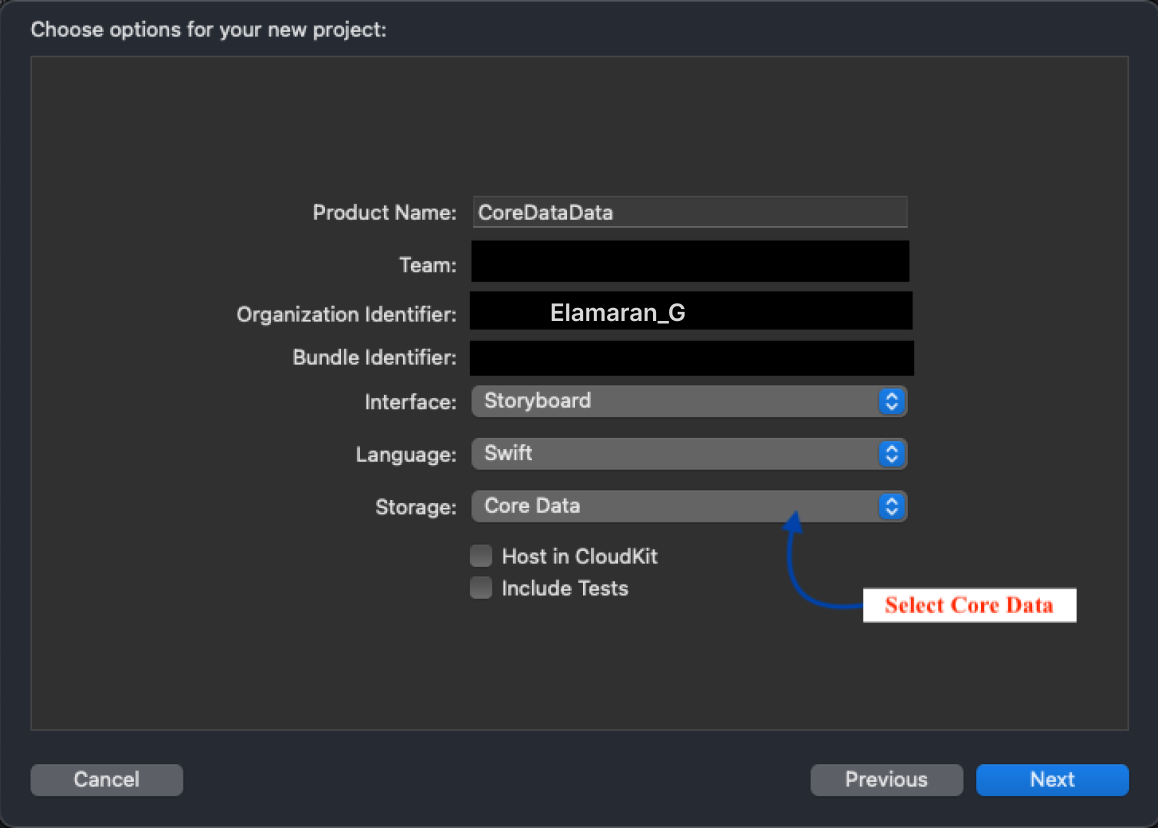 Choose options for your new project:
Product Name: CoreDataData
Team:
Organization Identifier: Elamaran_G
Bundle Identifier:
Interface: Storyboard
Language: Swift
Storage: Core Data
Host in CloudKit
Include Tests
Select Core Data
Cancel Previous Next